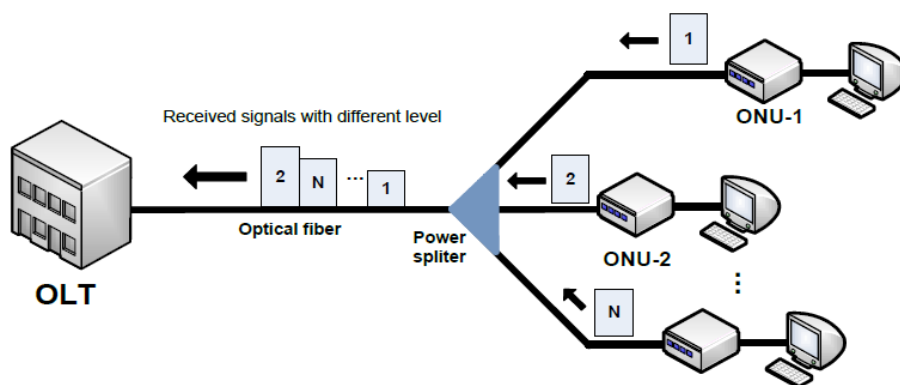 1
ONU-1
Received signals with different level
2 N ... 1
2
Optical fiber
Power
spliter
ONU-2
OLT
⋮
N